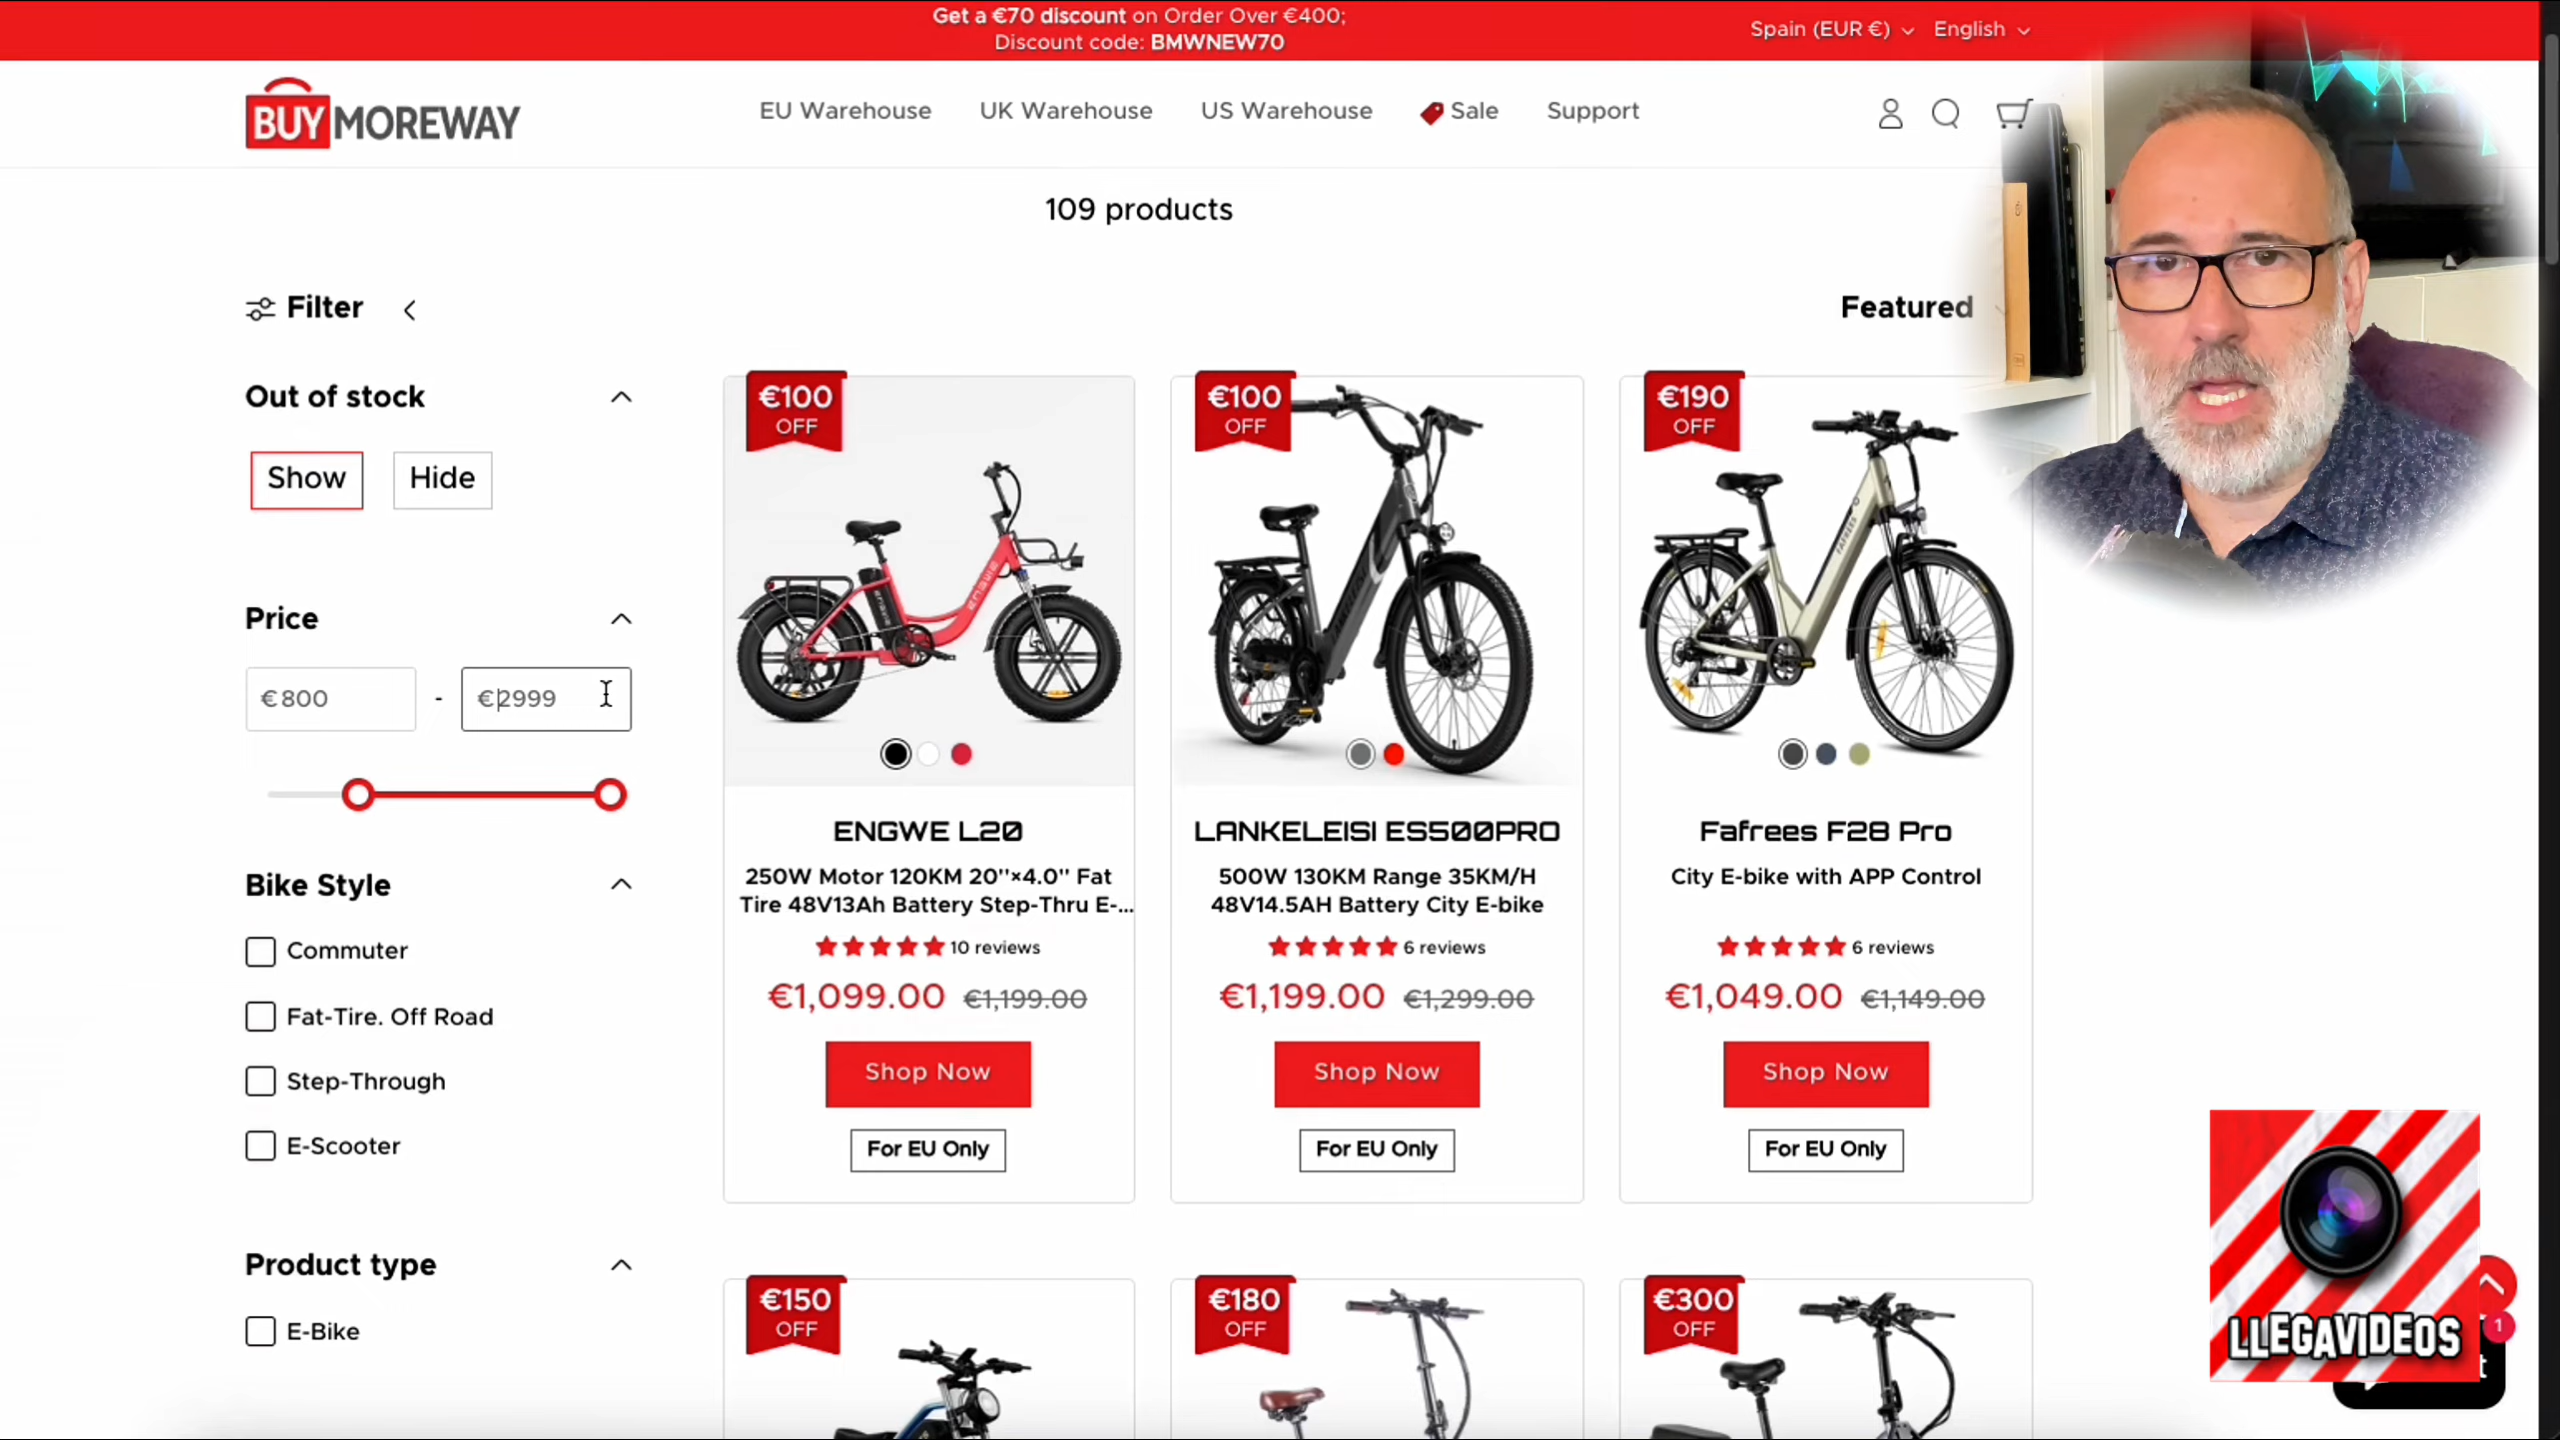 Get a €70 discount on Order Over €400;
Discount code: BMWNEW70
Spain (EUR €)
English
BUYMOREWAY
EU Warehouse
UK Warehouse
US Warehouse
Sale
Support
109 products
Filter
Featured
Out of stock
Show
Hide
Price
€800
-
€2999
Bike Style
Commuter
Fat-Tire. Off Road
Step-Through
E-Scooter
Product type
E-Bike
€100
OFF
ENGWE L20
250W Motor 120KM 20''×4.0'' Fat
Tire 48V13Ah Battery Step-Thru E-...
10 reviews
€1,099.00 €1,199.00
Shop Now
For EU Only
€100
OFF
LANKELEISI ES500PRO
500W 130KM Range 35KM/H
48V14.5AH Battery City E-bike
6 reviews
€1,199.00 €1,299.00
Shop Now
For EU Only
€190
OFF
FAFREES
Fafrees F28 Pro
City E-bike with APP Control
6 reviews
€1,049.00 €1,149.00
Shop Now
For EU Only
€150
OFF
€180
OFF
€300
OFF
LLEGAVIDEOS
1